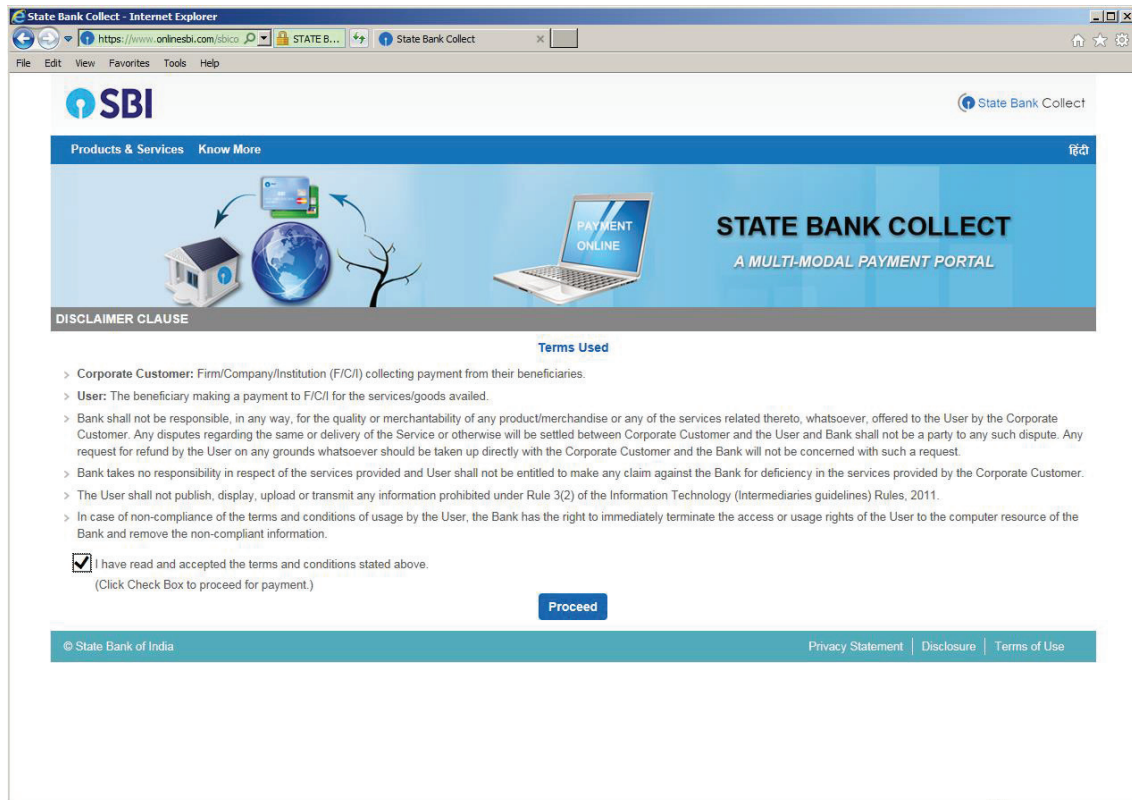 State Bank Collect - Internet Explorer
https://www.onlinesbi.com/sbico STATE B... State Bank Collect
File Edit View Favorites Tools Help
SBI
State Bank Collect
Products & Services Know More हिंदी
PAYMENT
ONLINE
STATE BANK COLLECT
A MULTI-MODAL PAYMENT PORTAL
DISCLAIMER CLAUSE
Terms Used
Corporate Customer: Firm/Company/Institution (F/C/I) collecting payment from their beneficiaries.
User: The beneficiary making a payment to F/C/I for the services/goods availed.
Bank shall not be responsible, in any way, for the quality or merchantability of any product/merchandise or any of the services related thereto, whatsoever, offered to the User by the Corporate
Customer. Any disputes regarding the same or delivery of the Service or otherwise will be settled between Corporate Customer and the User and Bank shall not be a party to any such dispute. Any
request for refund by the User on any grounds whatsoever should be taken up directly with the Corporate Customer and the Bank will not be concerned with such a request.
Bank takes no responsibility in respect of the services provided and User shall not be entitled to make any claim against the Bank for deficiency in the services provided by the Corporate Customer.
The User shall not publish, display, upload or transmit any information prohibited under Rule 3(2) of the Information Technology (Intermediaries guidelines) Rules, 2011.
In case of non-compliance of the terms and conditions of usage by the User, the Bank has the right to immediately terminate the access or usage rights of the User to the computer resource of the
Bank and remove the non-compliant information.
I have read and accepted the terms and conditions stated above.
(Click Check Box to proceed for payment.)
Proceed
© State Bank of India Privacy Statement | Disclosure | Terms of Use